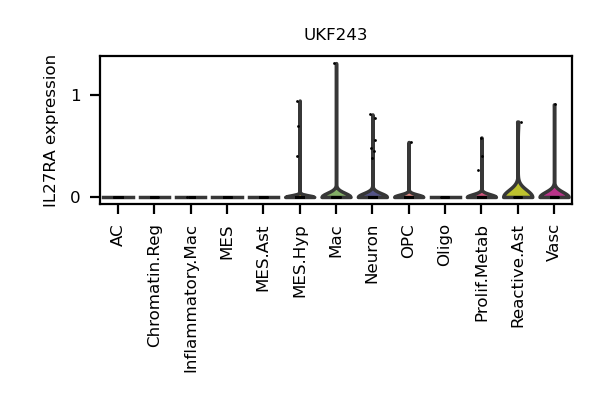 UKF243
IL27RA expression
1
0
AC
Chromatin.Reg
Inflammatory.Mac
MES
MES.Ast
MES.Hyp
Mac
Neuron
OPC
Oligo
Prolif.Metab
Reactive.Ast
Vasc